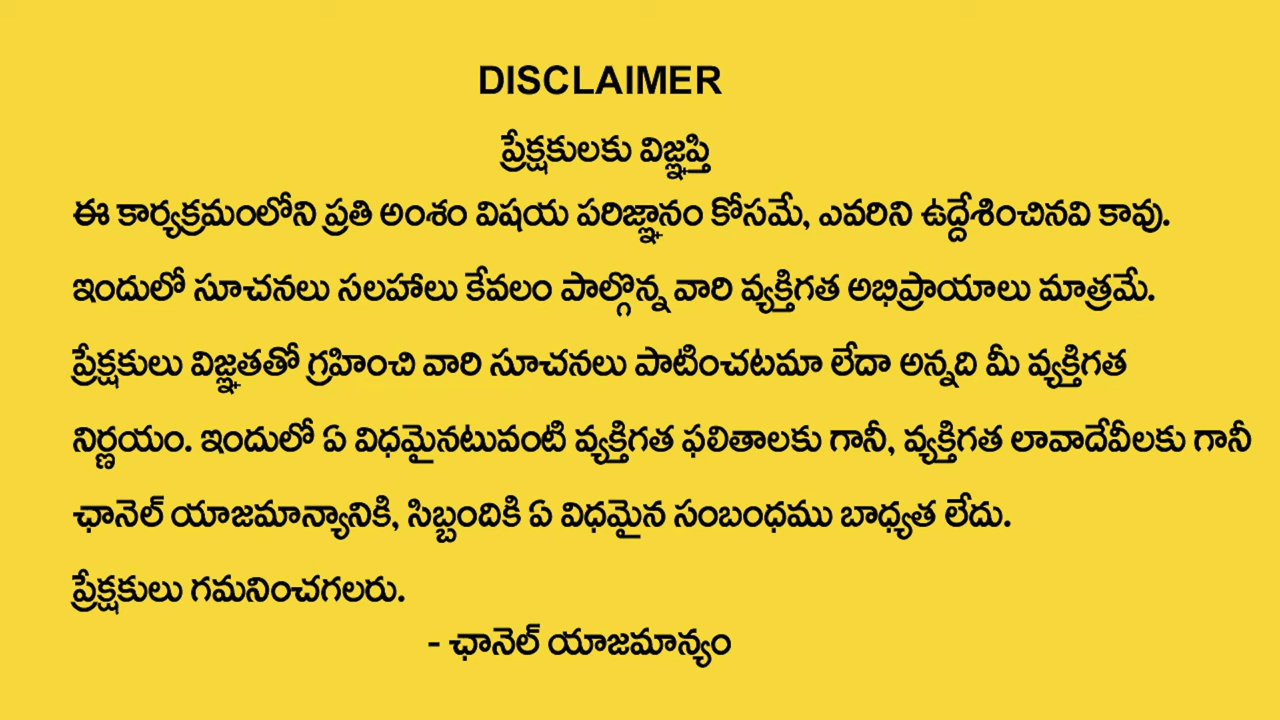 DISCLAIMER
ప్రేక్షకులకు విజ్ఞప్తి
ఈ కార్యక్రమంలోని ప్రతి అంశం విషయ పరిజ్ఞానం కోసమే, ఎవరిని ఉద్దేశించినవి కావు.
ఇందులో సూచనలు సలహాలు కేవలం పాల్గొన్న వారి వ్యక్తిగత అభిప్రాయాలు మాత్రమే.
ప్రేక్షకులు విజ్ఞతతో గ్రహించి వారి సూచనలు పాటించటమా లేదా అన్నది మీ వ్యక్తిగత
నిర్ణయం. ఇందులో ఏ విధమైనటువంటి వ్యక్తిగత ఫలితాలకు గానీ, వ్యక్తిగత లావాదేవీలకు గానీ
ఛానెల్ యాజమాన్యానికి, సిబ్బందికి ఏ విధమైన సంబంధము బాధ్యత లేదు.
ప్రేక్షకులు గమనించగలరు.
- ఛానెల్ యాజమాన్యం